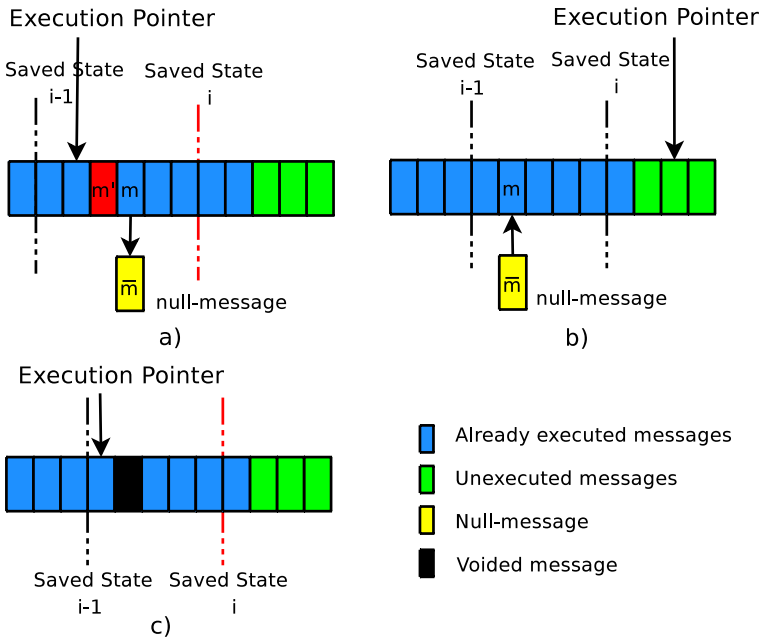 Execution Pointer
Saved State
i-1
Saved State
i
m' m
m̅
null-message
a)
Execution Pointer
Saved State
i-1
Saved State
i
m
m̅
null-message
b)
Execution Pointer
Saved State
i-1
Saved State
i
c)
Already executed messages
Unexecuted messages
Null-message
Voided message